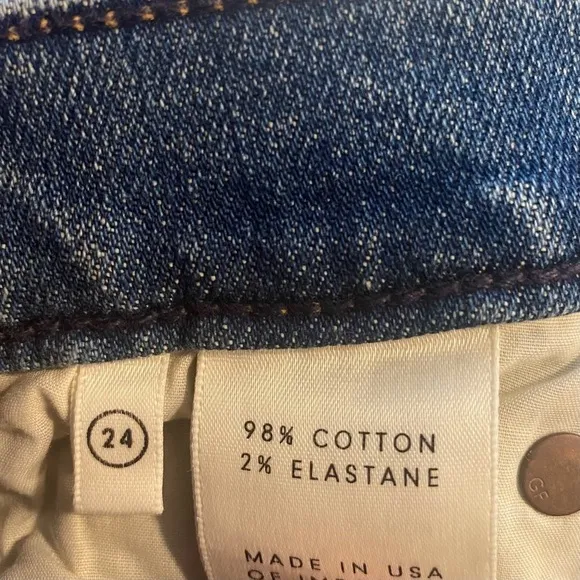 24
98% COTTON
2% ELASTANE
MADE IN USA